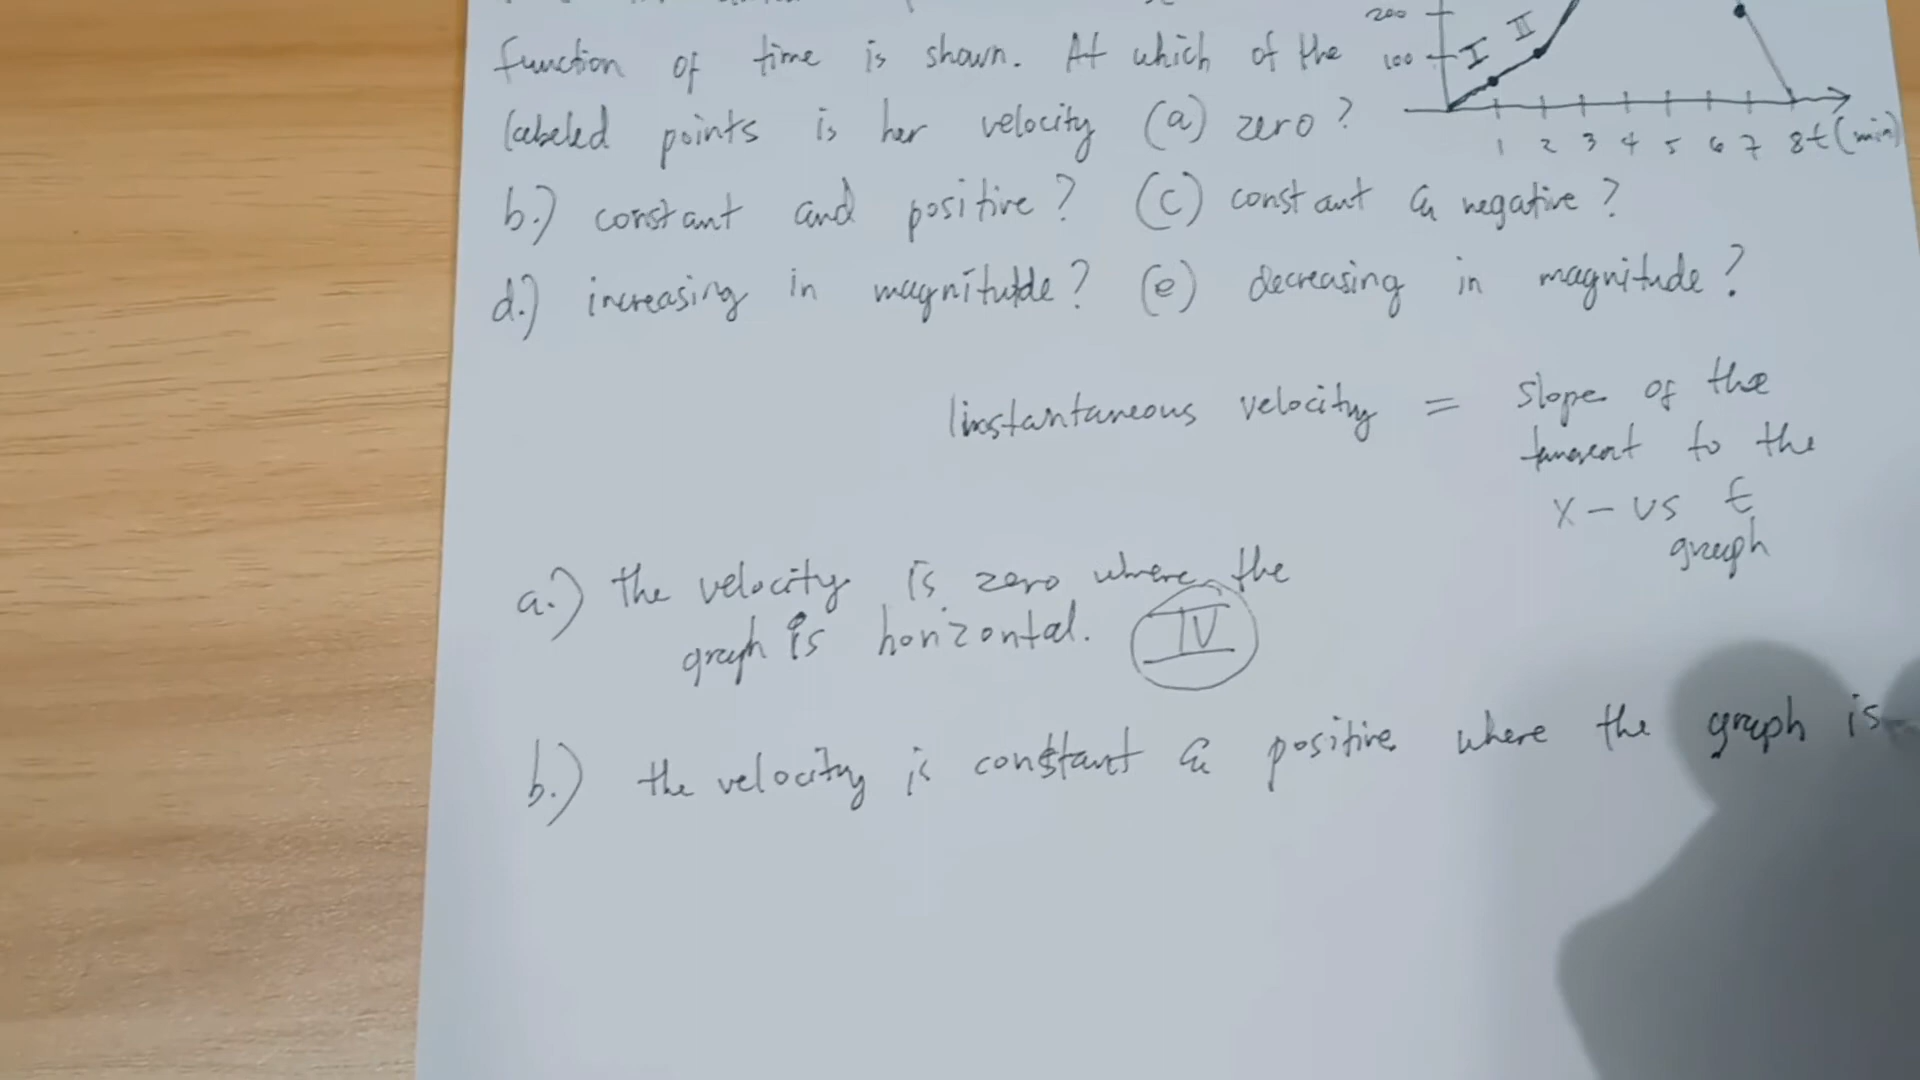 function of time is shown. At which of the
labeled points is her velocity (a) zero?
b.) constant and positive? (c) constant & negative?
d.) increasing in magnitude? (e) decreasing in magnitude?
200
100
I
II
1 2 3 4 5 6 7 8 t (min)
instantaneous velocity = slope of the
tangent to the
x - vs t
graph
a.) the velocity is zero where the
graph is horizontal. IV
b.) the velocity is constant & positive where the graph is